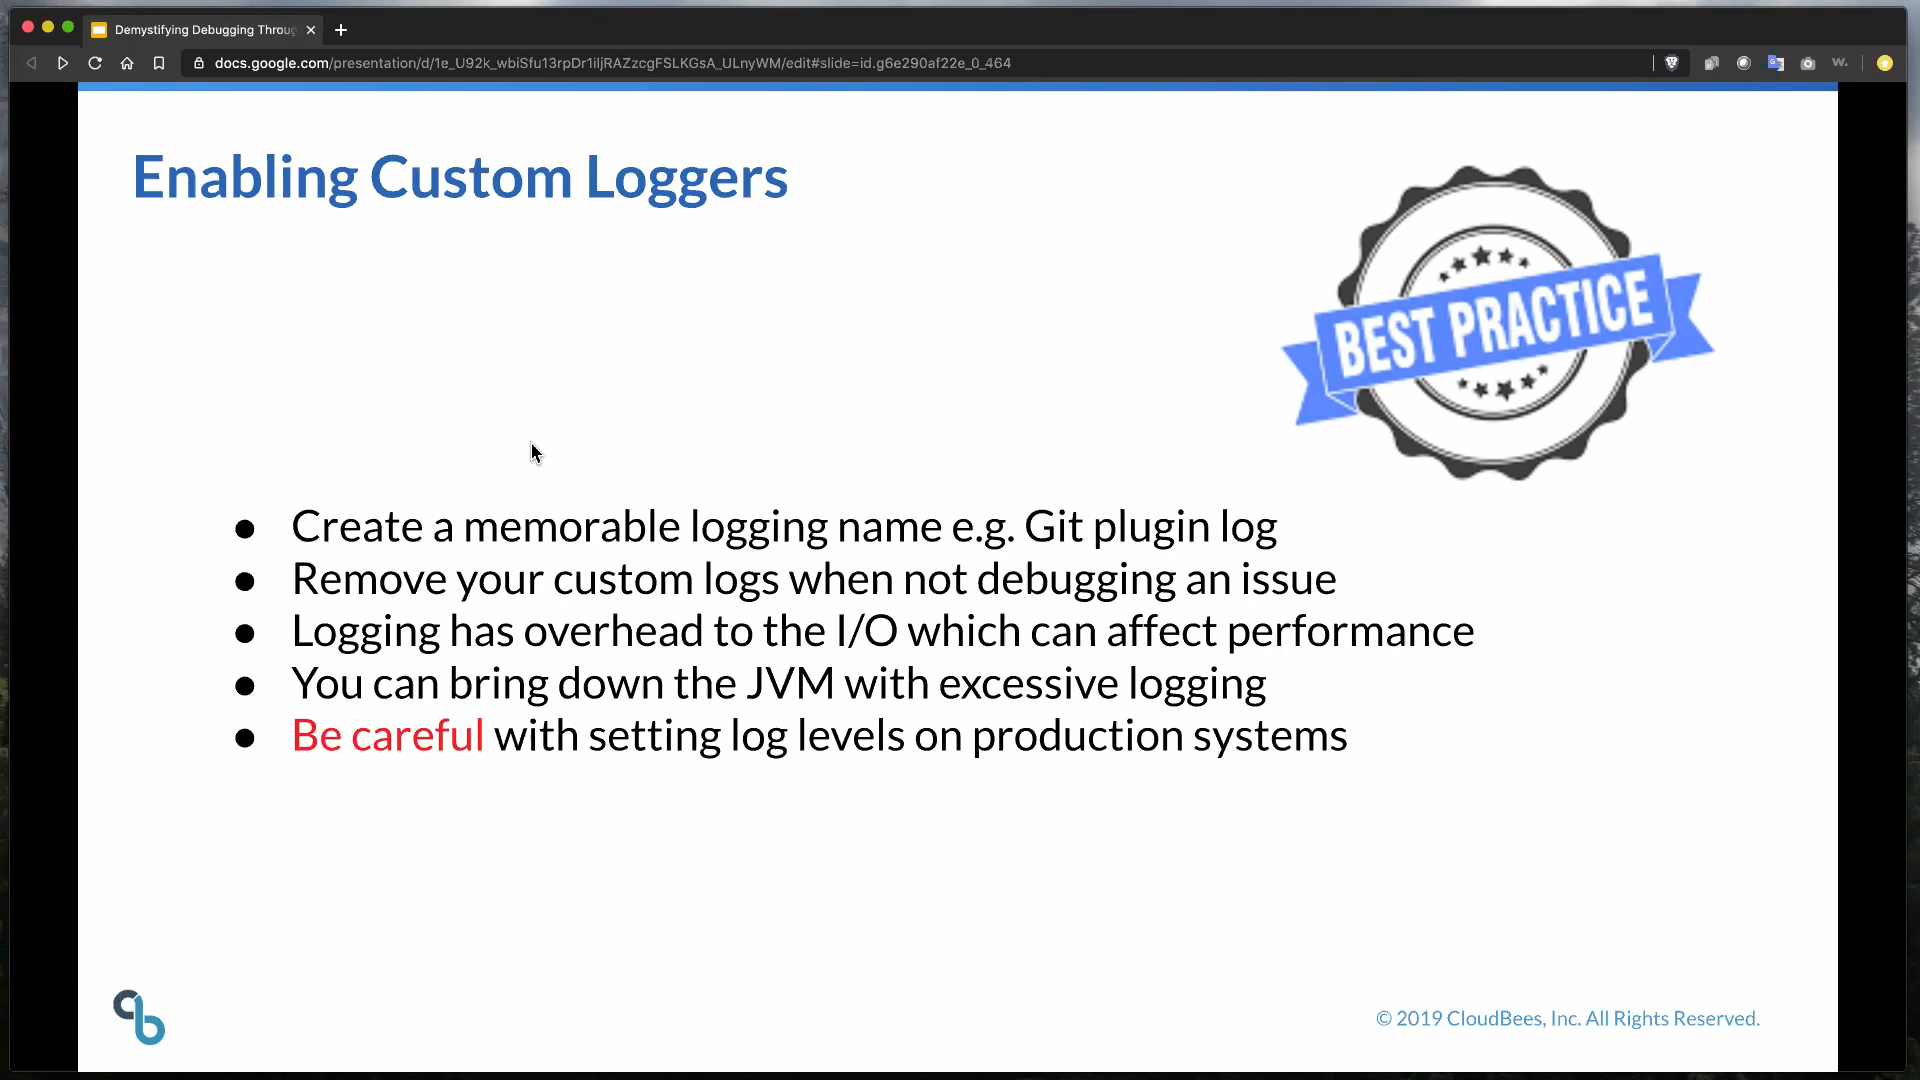 Demystifying Debugging Throu
docs.google.com/presentation/d/1e_U92k_wbiSfu13rpDr1iljRAZzcgFSLKGsA_ULnyWM/edit#slide=id.g6e290af22e_0_464
w.
Enabling Custom Loggers
BEST PRACTICE
● Create a memorable logging name e.g. Git plugin log
● Remove your custom logs when not debugging an issue
● Logging has overhead to the I/O which can affect performance
● You can bring down the JVM with excessive logging
● Be careful with setting log levels on production systems
© 2019 CloudBees, Inc. All Rights Reserved.